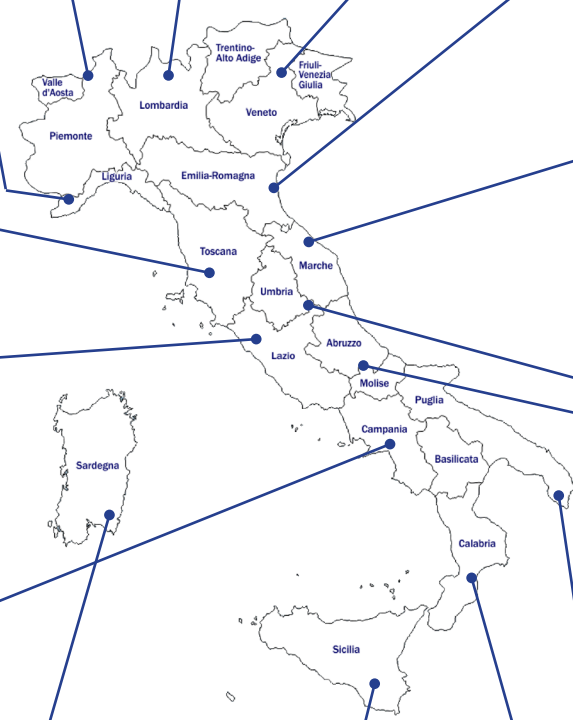 Trentino-
Alto Adige
Friuli-
Venezia
Giulia
Valle
d'Aosta
Lombardia
Veneto
Piemonte
Liguria
Emilia-Romagna
Toscana
Marche
Umbria
Abruzzo
Lazio
Molise
Puglia
Campania
Basilicata
Sardegna
Calabria
Sicilia